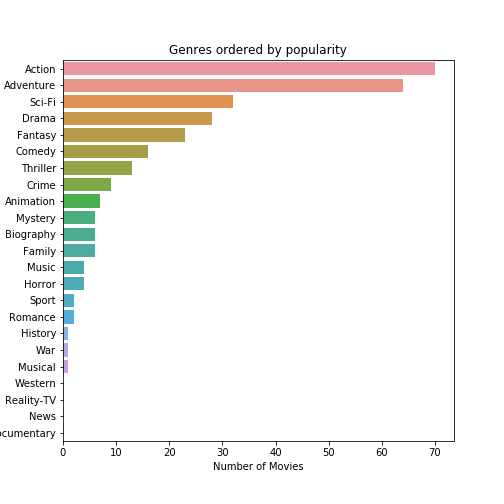 Genres ordered by popularity
Action
Adventure
Sci-Fi
Drama
Fantasy
Comedy
Thriller
Crime
Animation
Mystery
Biography
Family
Music
Horror
Sport
Romance
History
War
Musical
Western
Reality-TV
News
ocumentary
0 10 20 30 40 50 60 70
Number of Movies